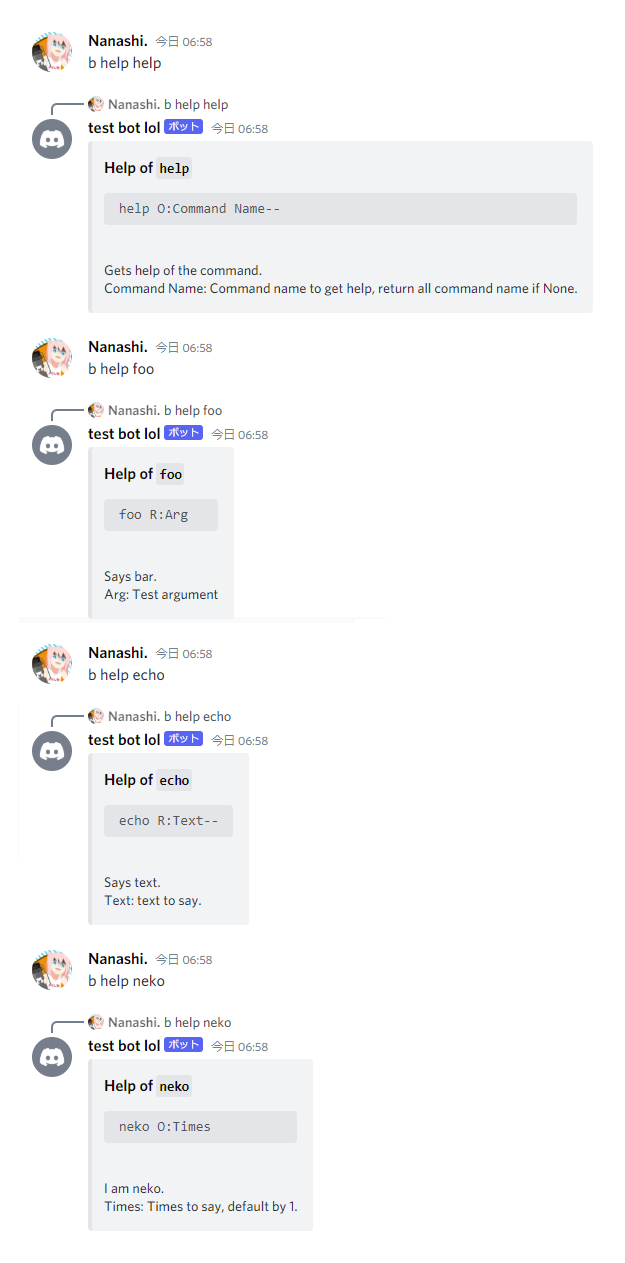 Nanashi. 今日 06:58
b help help
Nanashi. b help help
test bot lol ボット 今日 06:58
Help of help
help O:Command Name--
Gets help of the command.
Command Name: Command name to get help, return all command name if None.
Nanashi. 今日 06:58
b help foo
Nanashi. b help foo
test bot lol ボット 今日 06:58
Help of foo
foo R:Arg
Says bar.
Arg: Test argument
Nanashi. 今日 06:58
b help echo
Nanashi. b help echo
test bot lol ボット 今日 06:58
Help of echo
echo R:Text--
Says text.
Text: text to say.
Nanashi. 今日 06:58
b help neko
Nanashi. b help neko
test bot lol ボット 今日 06:58
Help of neko
neko O:Times
I am neko.
Times: Times to say, default by 1.